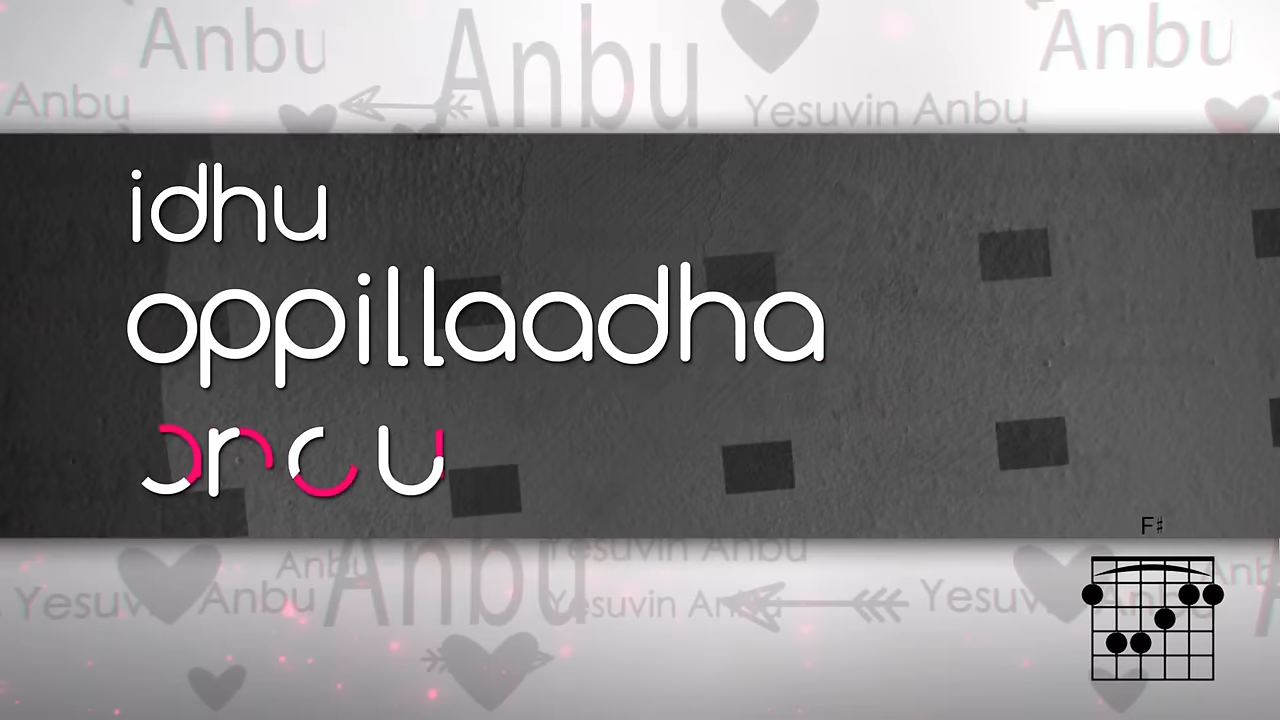 Anbu Anbu Anbu
Anbu Yesuvin Anbu
idhu
oppillaadha
F♯
Anbu Yesuvin Anbu
Anbu
Anbu Yesuvin Yesuvin